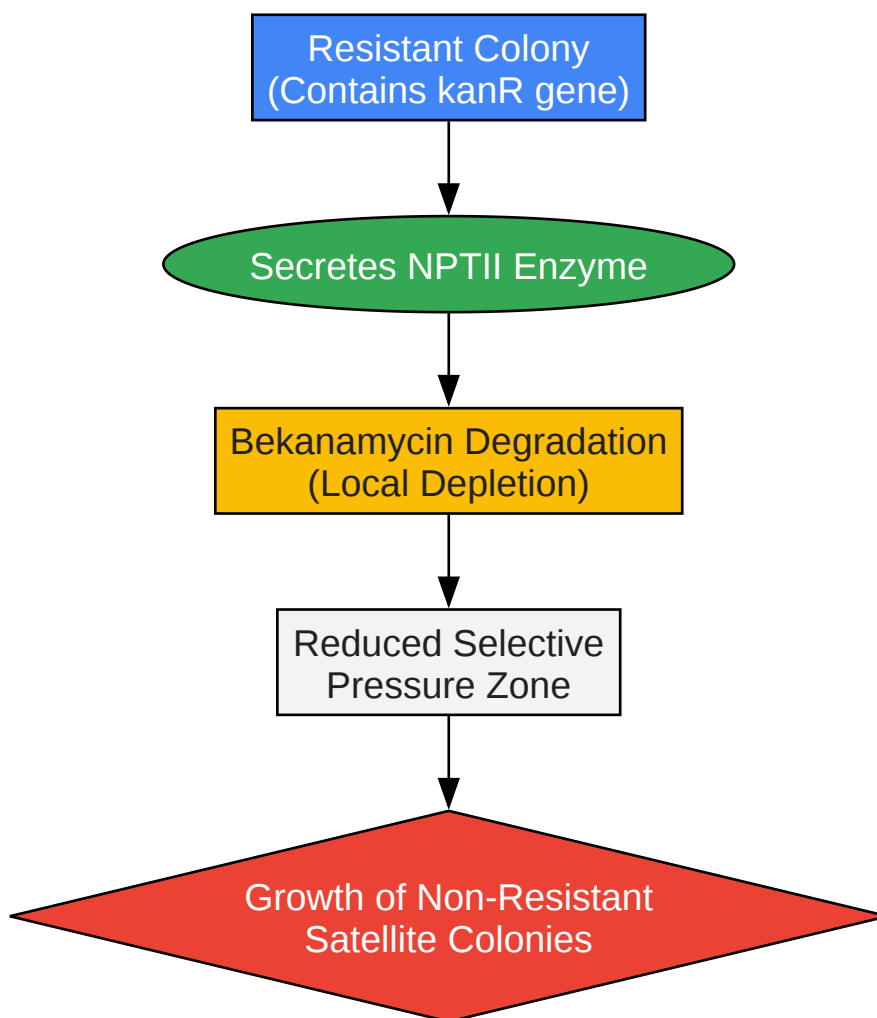 Resistant Colony
(Contains kanR gene)
Secretes NPTII Enzyme
Bekanamycin Degradation
(Local Depletion)
Reduced Selective
Pressure Zone
Growth of Non-Resistant
Satellite Colonies